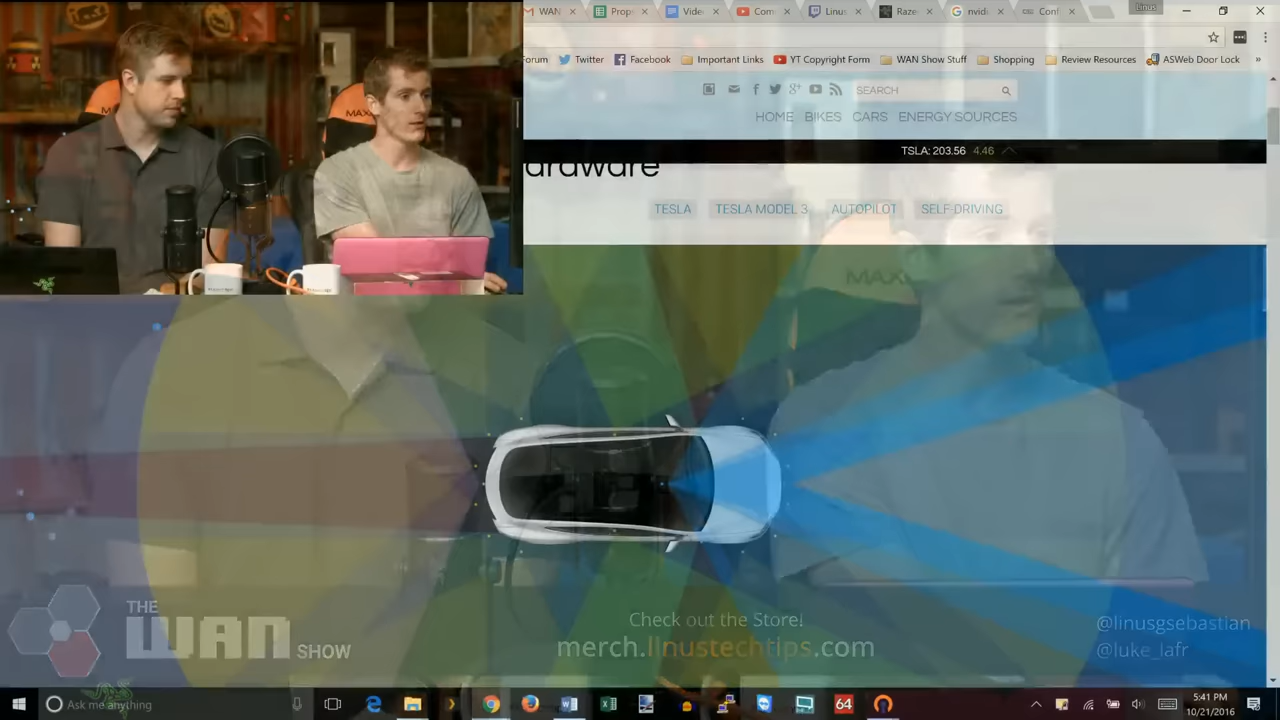 WAN
Prop
Video
Com
Linus
Raze
nvidi
Conf
Linus
Forum
Twitter
Facebook
Important Links
YT Copyright Form
WAN Show Stuff
Shopping
Review Resources
ASWeb Door Lock
SEARCH
HOME BIKES CARS ENERGY SOURCES
TSLA: 203.56 4.46
ardware
TESLA
TESLA MODEL 3
AUTOPILOT
SELF DRIVING
MAX
THE
WAN SHOW
Check out the Store!
merch.linustechtips.com
@linusgsebastian
@luke_lafr
Ask me anything
64
5:41 PM
10/21/2016